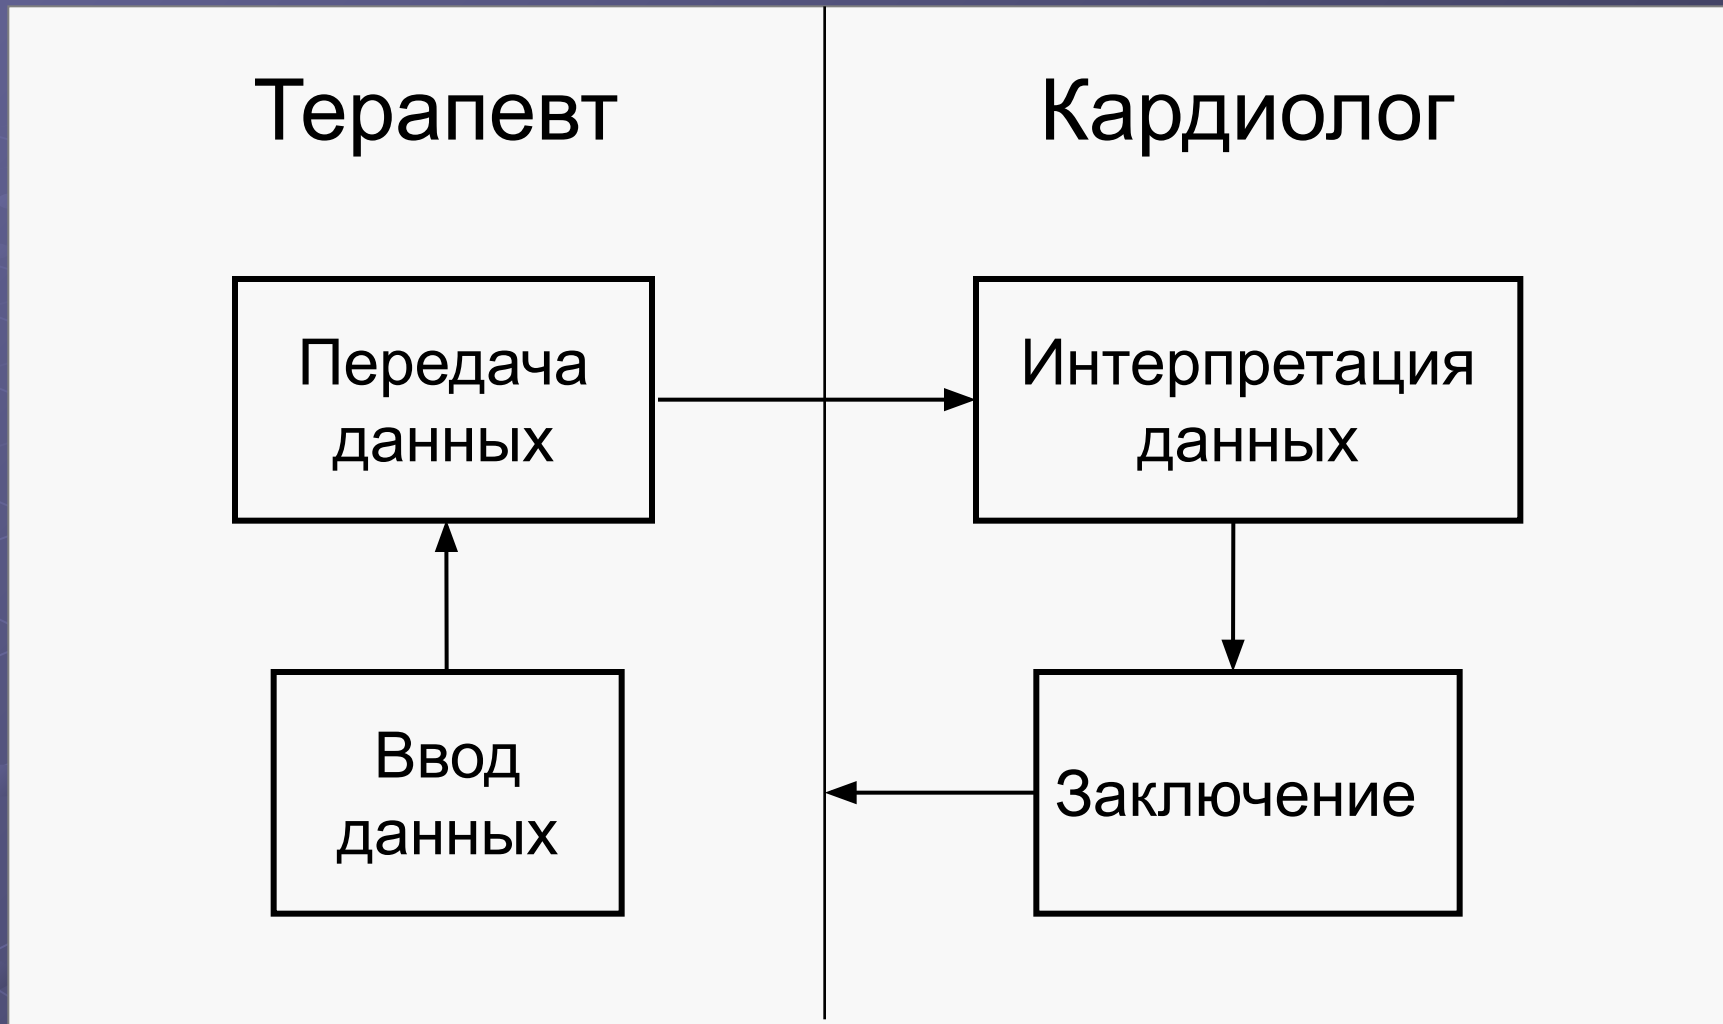 Терапевт
Кардиолог
Передача
данных
Интерпретация
данных
Ввод
данных
Заключение